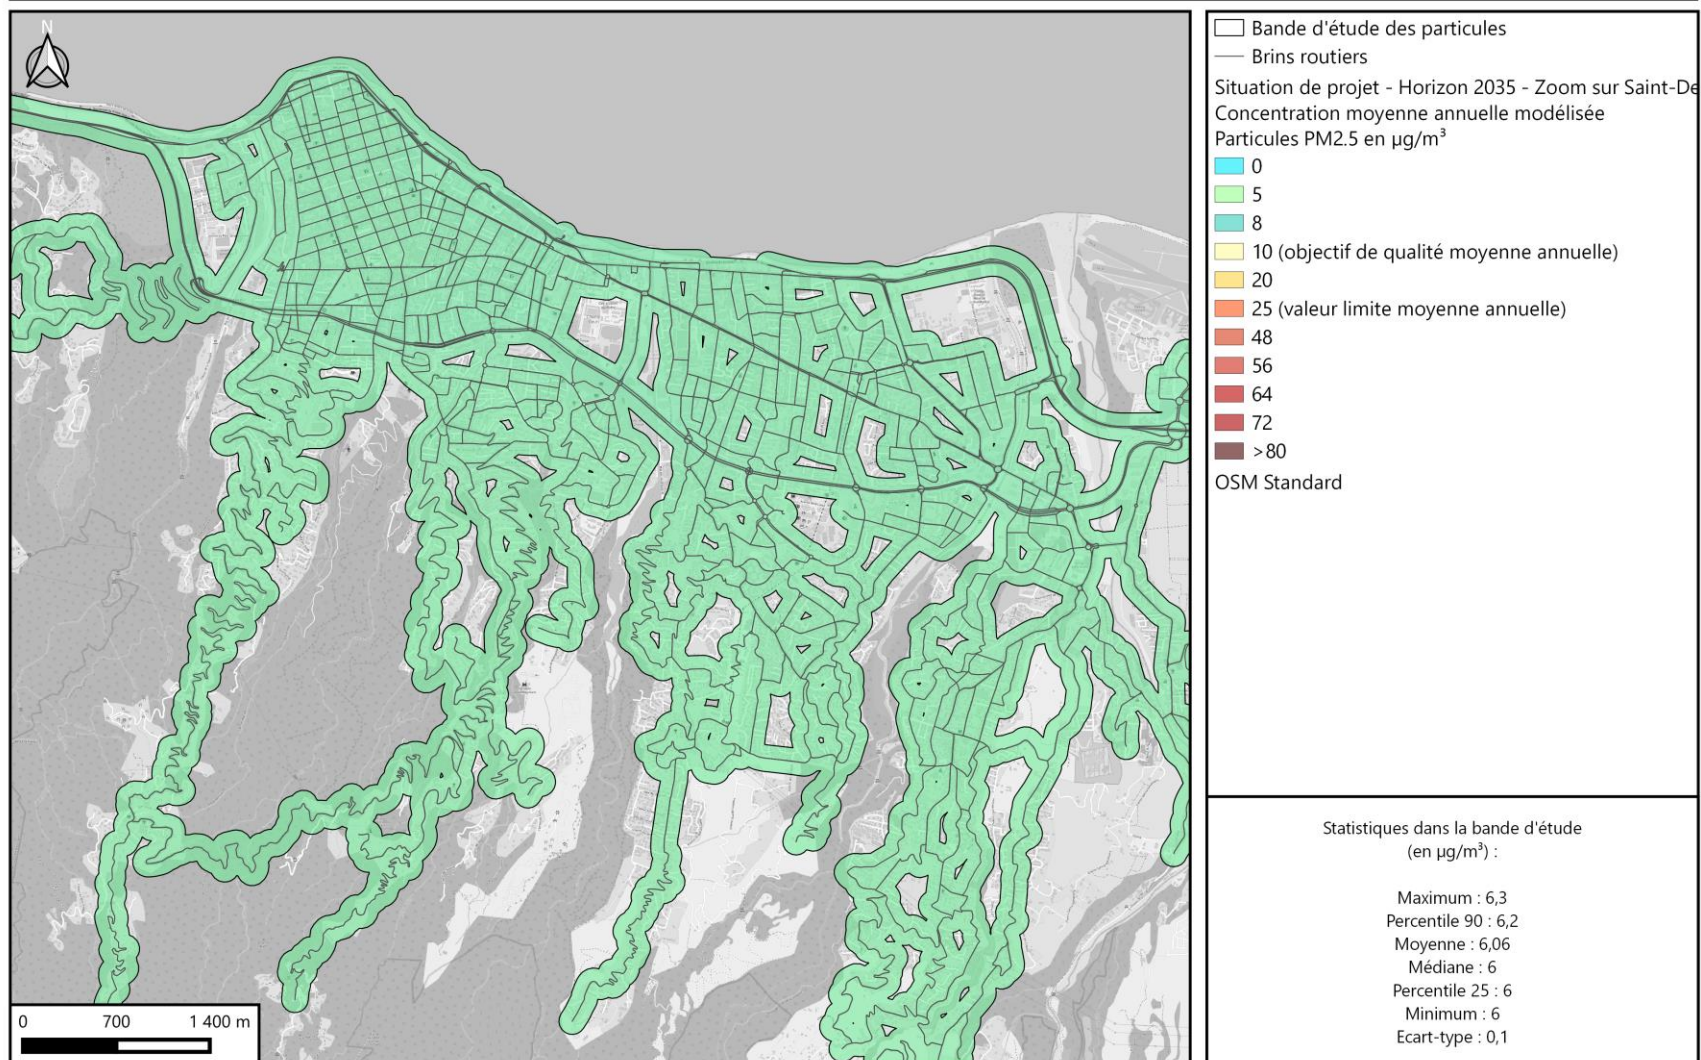 N
Bande d'étude des particules
Brins routiers
Situation de projet - Horizon 2035 - Zoom sur Saint-De
Concentration moyenne annuelle modélisée
Particules PM2.5 en µg/m³
0
5
8
10 (objectif de qualité moyenne annuelle)
20
25 (valeur limite moyenne annuelle)
48
56
64
72
>80
OSM Standard
Statistiques dans la bande d'étude
(en µg/m³) :
Maximum : 6,3
Percentile 90 : 6,2
Moyenne : 6,06
Médiane : 6
Percentile 25 : 6
Minimum : 6
Ecart-type : 0,1
0 700 1 400 m